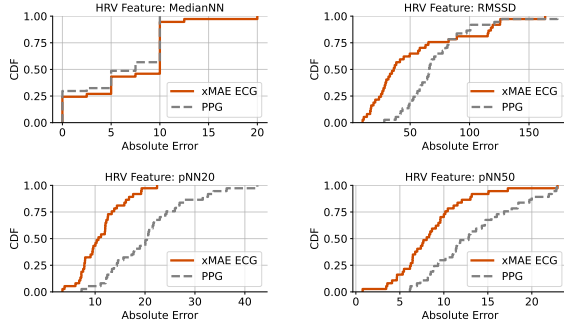 HRV Feature: MedianNN
1.00
0.75
0.50
0.25
0.00
CDF
0
5
10
15
20
Absolute Error
xMAE ECG
PPG
HRV Feature: RMSSD
1.00
0.75
0.50
0.25
0.00
CDF
50
100
150
Absolute Error
xMAE ECG
PPG
HRV Feature: pNN20
1.00
0.75
0.50
0.25
0.00
CDF
10
20
30
40
Absolute Error
xMAE ECG
PPG
HRV Feature: pNN50
1.00
0.75
0.50
0.25
0.00
CDF
0
5
10
15
20
Absolute Error
xMAE ECG
PPG